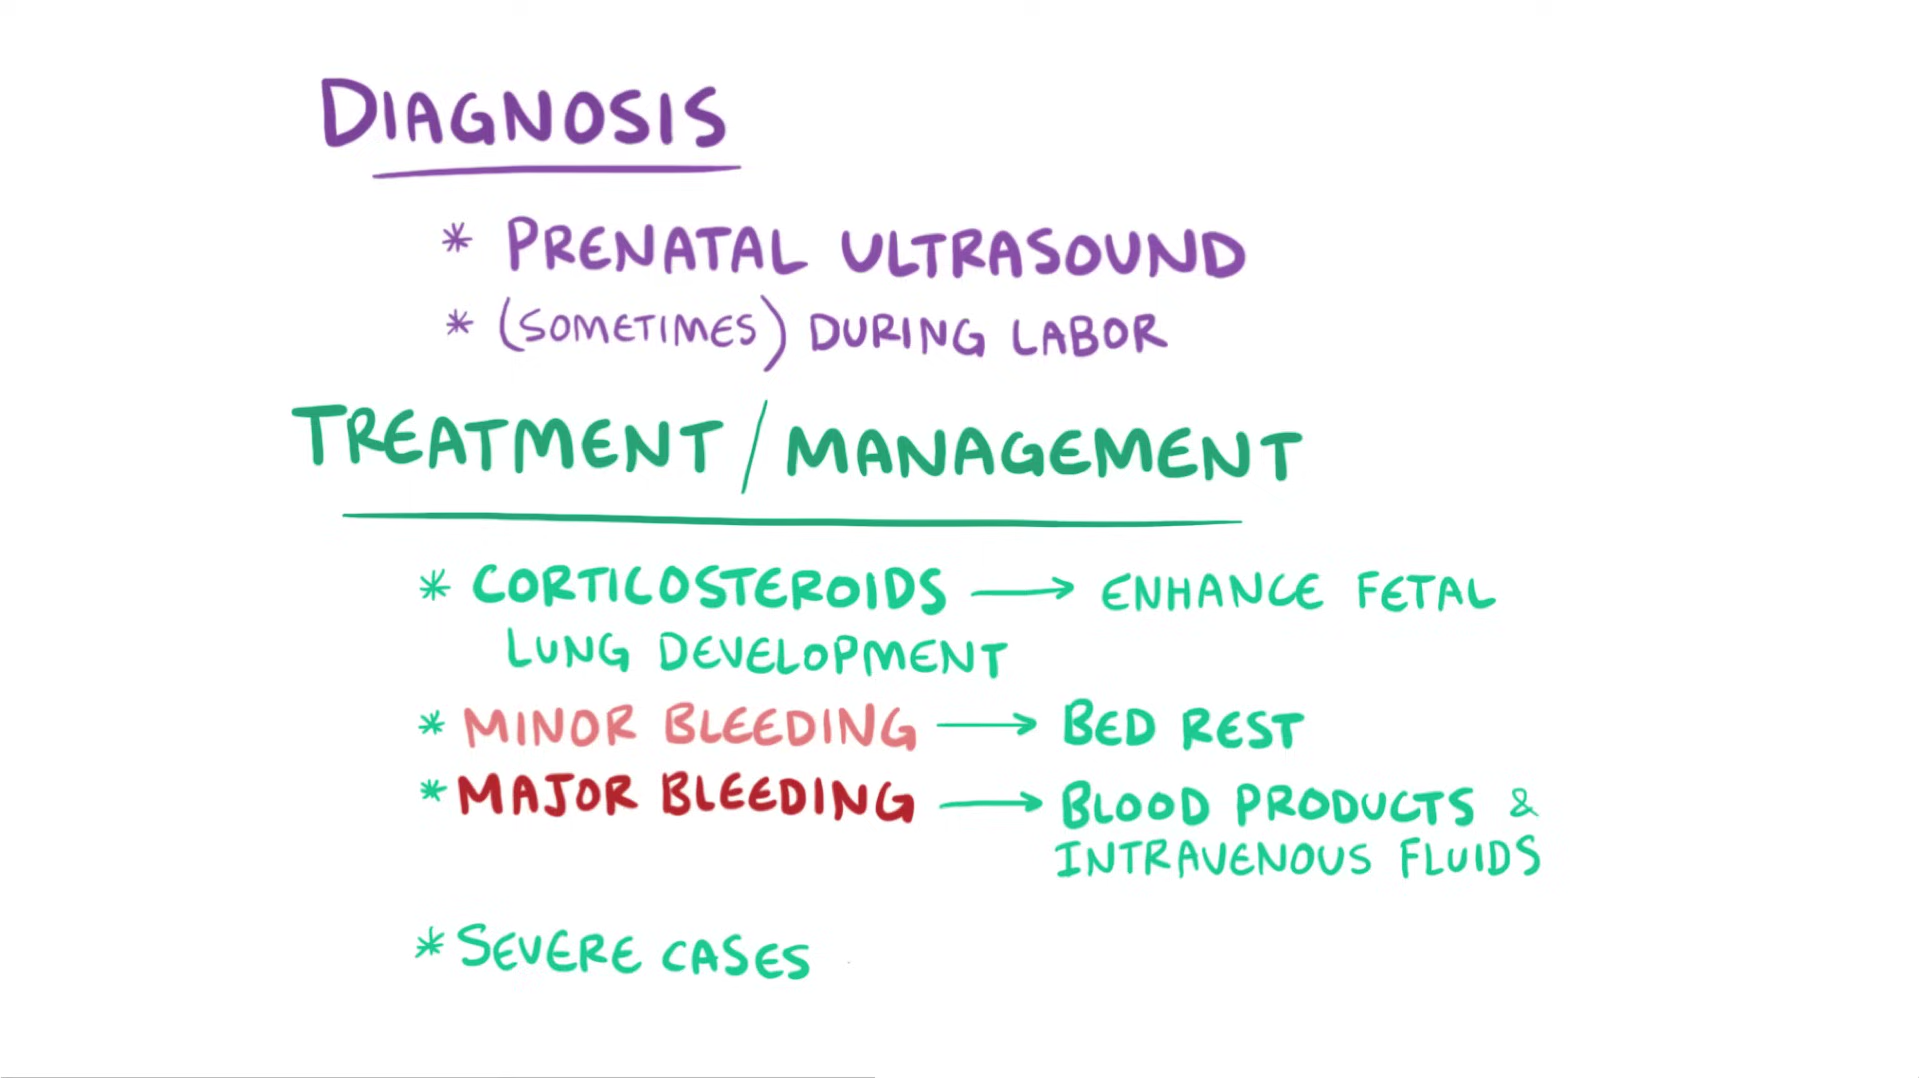 DIAGNOSIS
* PRENATAL ULTRASOUND
* (SOMETIMES) DURING LABOR
TREATMENT / MANAGEMENT
* CORTICOSTEROIDS → ENHANCE FETAL
LUNG DEVELOPMENT
* MINOR BLEEDING → BED REST
* MAJOR BLEEDING → BLOOD PRODUCTS &
INTRAVENOUS FLUIDS
* SEVERE CASES